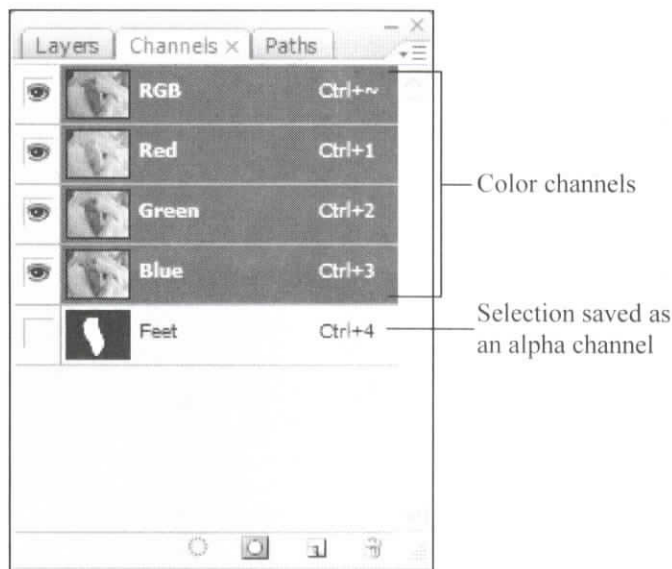 Layers Channels × Paths
RGB Ctrl+~
Red Ctrl+1
Green Ctrl+2
Blue Ctrl+3
Feet Ctrl+4
Color channels
Selection saved as
an alpha channel